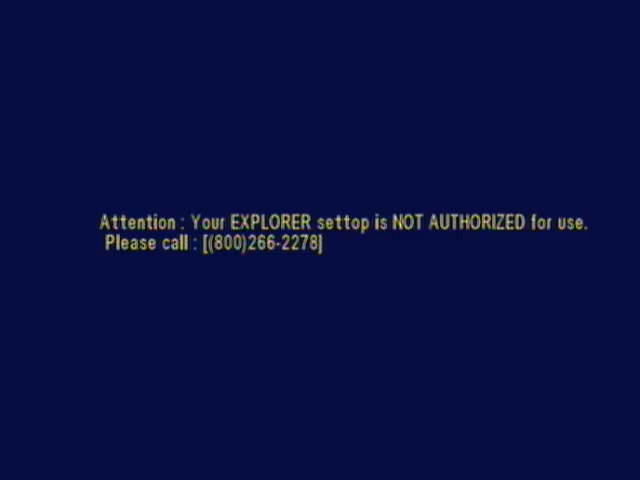 Attention : Your EXPLORER settop is NOT AUTHORIZED for use.
Please call : [(800)266-2278]